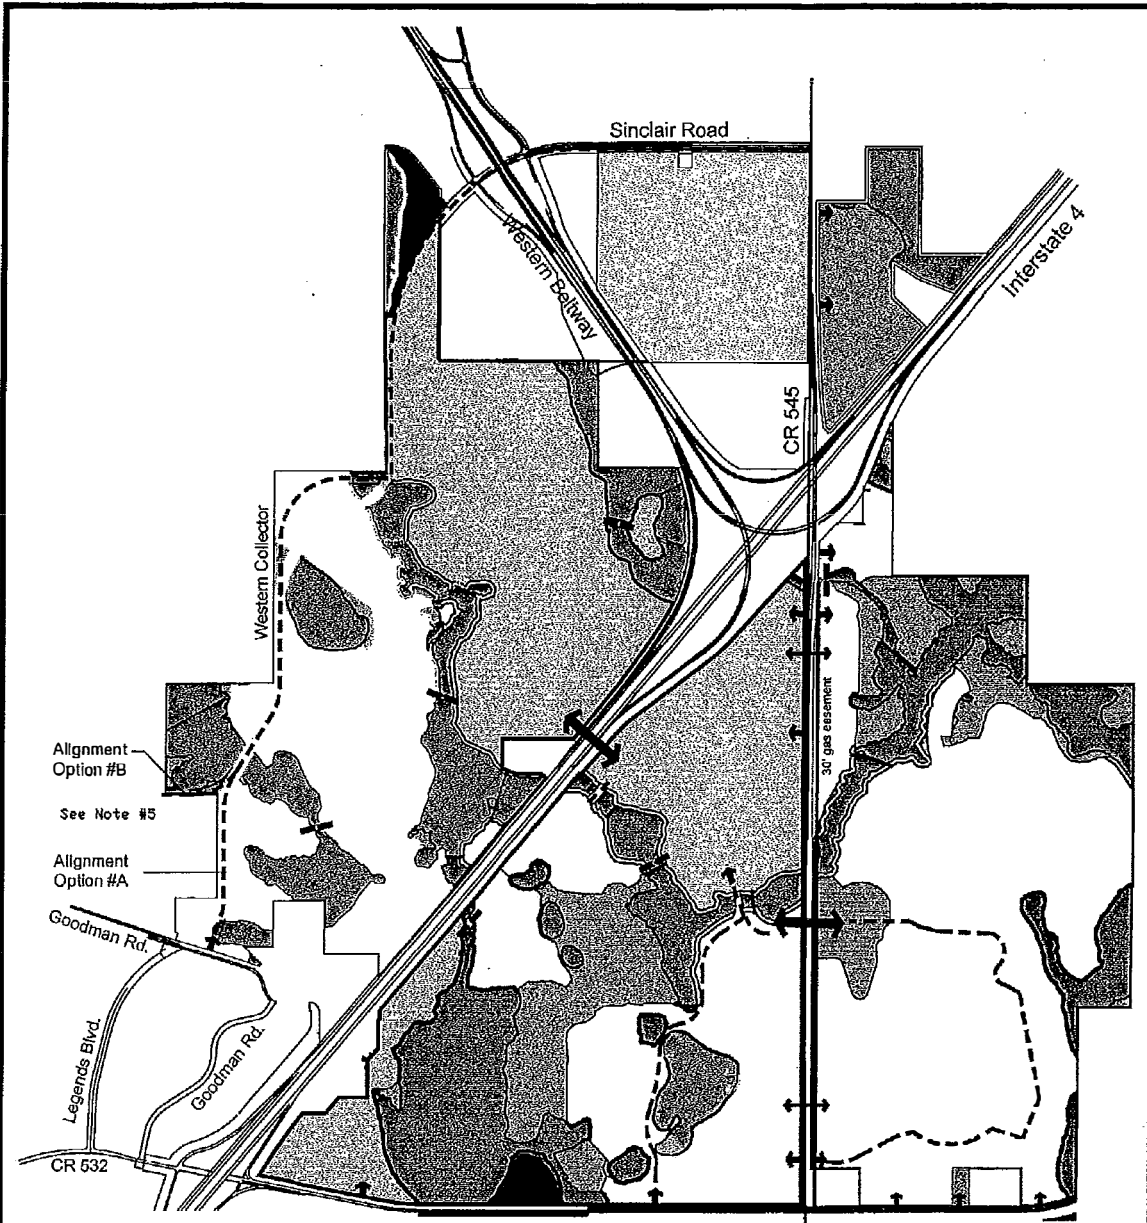 Sinclair Road
Western Beltway
Interstate 4
CR 545
Western Collector
30' gas easement
Alignment
Option #B
See Note #5
Alignment
Option #A
Goodman Rd.
Legends Blvd.
Goodman Rd.
CR 532